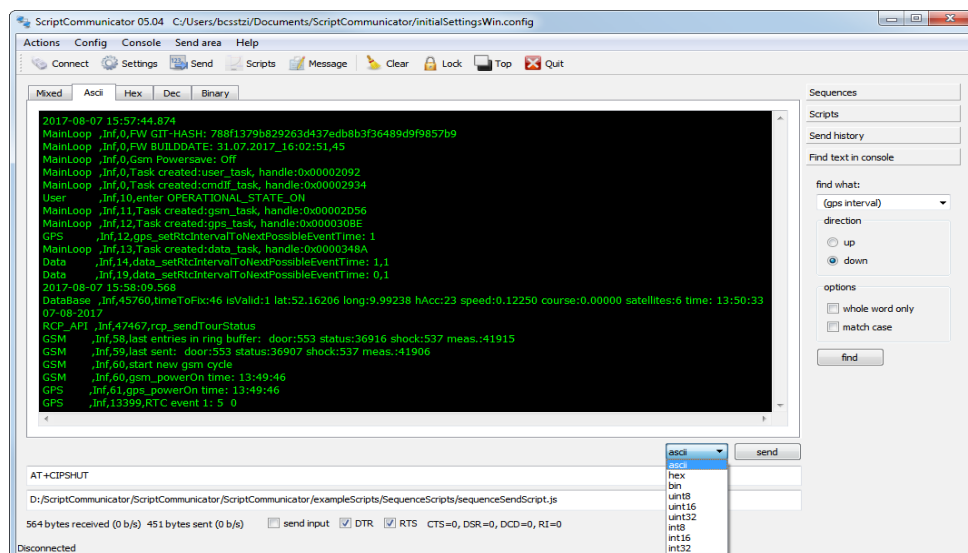 ScriptCommunicator 05.04   C:/Users/bcsstzi/Documents/ScriptCommunicator/initialSettingsWin.config
Actions Config Console Send area Help
Connect Settings Send Scripts Message Clear Lock Top Quit
Mixed Ascii Hex Dec Binary
2017-08-07 15:57:44.874
MainLoop ,Inf,0,FW GIT-HASH: 788f1379b829263d437edb8b3f36489d9f9857b9
MainLoop ,Inf,0,FW BUILDDATE: 31.07.2017_16:02:51,45
MainLoop ,Inf,0,Gsm Powersave: Off
MainLoop ,Inf,0,Task created:user_task, handle:0x00002092
MainLoop ,Inf,0,Task created:cmdIf_task, handle:0x00002934
User ,Inf,10,enter OPERATIONAL_STATE_ON
MainLoop ,Inf,11,Task created:gsm_task, handle:0x00002D56
MainLoop ,Inf,12,Task created:gps_task, handle:0x000030BE
GPS ,Inf,12,gps_setRtcIntervalToNextPossibleEventTime: 1
MainLoop ,Inf,13,Task created:data_task, handle:0x0000348A
Data ,Inf,14,data_setRtcIntervalToNextPossibleEventTime: 1,1
Data ,Inf,19,data_setRtcIntervalToNextPossibleEventTime: 0,1
2017-08-07 15:58:09.568
DataBase ,Inf,45760,timeToFix:46 isValid:1 lat:52.16206 long:9.99238 hAcc:23 speed:0.12250 course:0.00000 satellites:6 time: 13:50:33
07-08-2017
RCP_API ,Inf,47467,rcp_sendTourStatus
GSM ,Inf,58,last entries in ring buffer: door:553 status:36916 shock:537 meas.:41915
GSM ,Inf,59,last sent: door:553 status:36907 shock:537 meas.:41906
GSM ,Inf,60,start new gsm cycle
GSM ,Inf,60,gsm_powerOn time: 13:49:46
GPS ,Inf,61,gps_powerOn time: 13:49:46
GPS ,Inf,13399,RTC event 1: 5 0
Sequences
Scripts
Send history
Find text in console
find what:
(gps interval)
direction
up
down
options
whole word only
match case
find
ascii
send
ascii
hex
bin
uint8
uint16
uint32
int8
int16
int32
AT+CIPSHUT
D:/ScriptCommunicator/ScriptCommunicator/ScriptCommunicator/exampleScripts/SequenceScripts/sequenceSendScript.js
564 bytes received (0 b/s) 451 bytes sent (0 b/s) send input DTR RTS CTS=0, DSR=0, DCD=0, RI=0
Disconnected